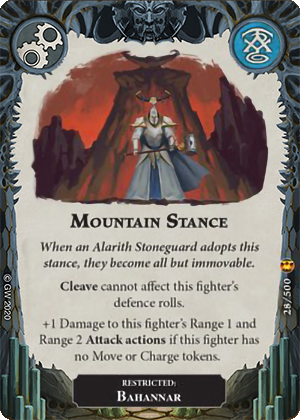 Mountain Stance
When an Alarith Stoneguard adopts this
stance, they become all but immovable.
Cleave cannot affect this fighter's
defence rolls.
+1 Damage to this fighter's Range 1 and
Range 2 Attack actions if this fighter has
no Move or Charge tokens.
RESTRICTED:
Bahannar
© GW 2020
28/500